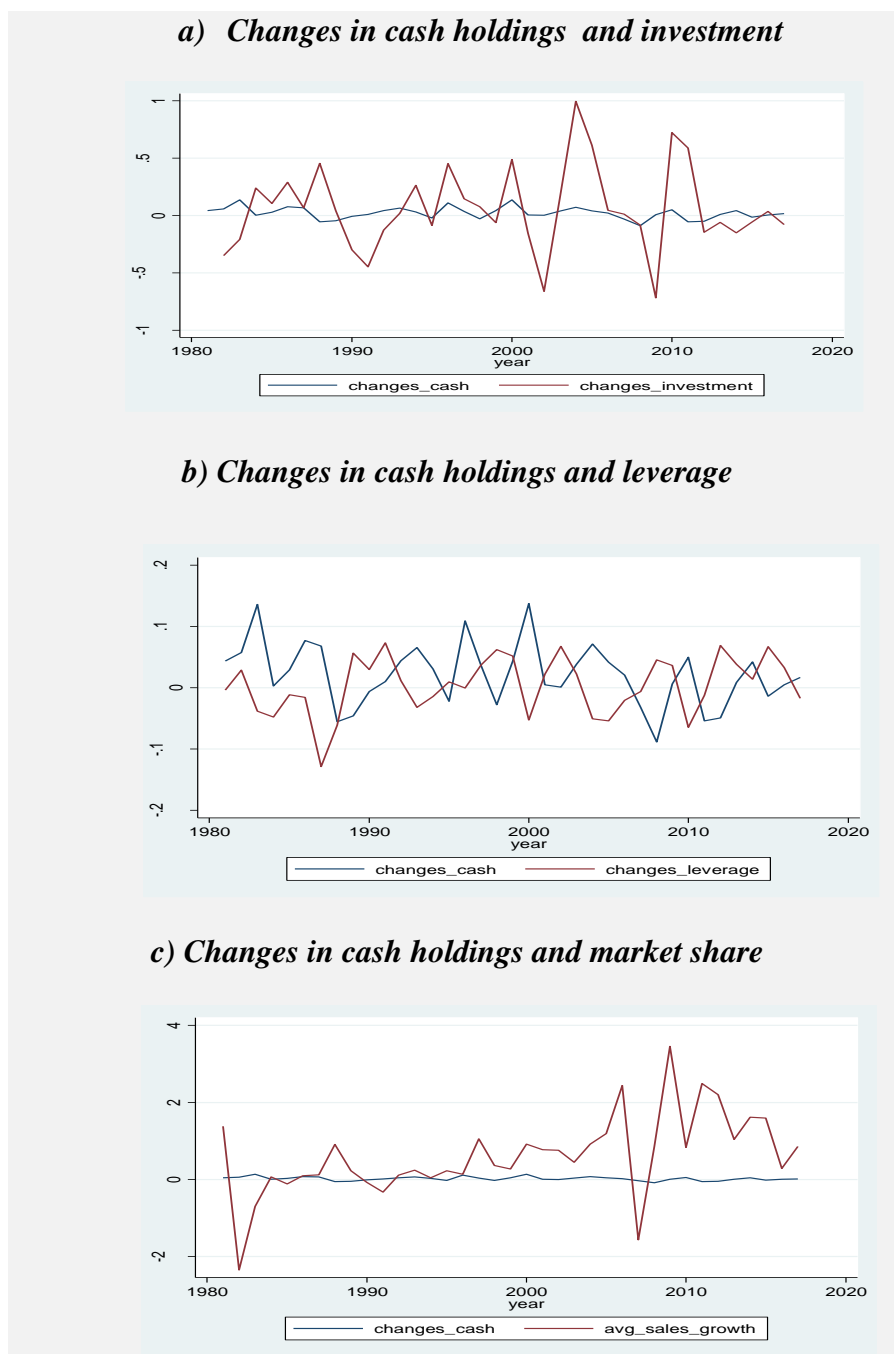 a) Changes in cash holdings and investment
1
.5
0
-.5
-1
1980 1990 2000 2010 2020
year
changes_cash changes_investment
b) Changes in cash holdings and leverage
.2
.1
0
-.1
-.2
1980 1990 2000 2010 2020
year
changes_cash changes_leverage
c) Changes in cash holdings and market share
4
2
0
-2
1980 1990 2000 2010 2020
year
changes_cash avg_sales_growth